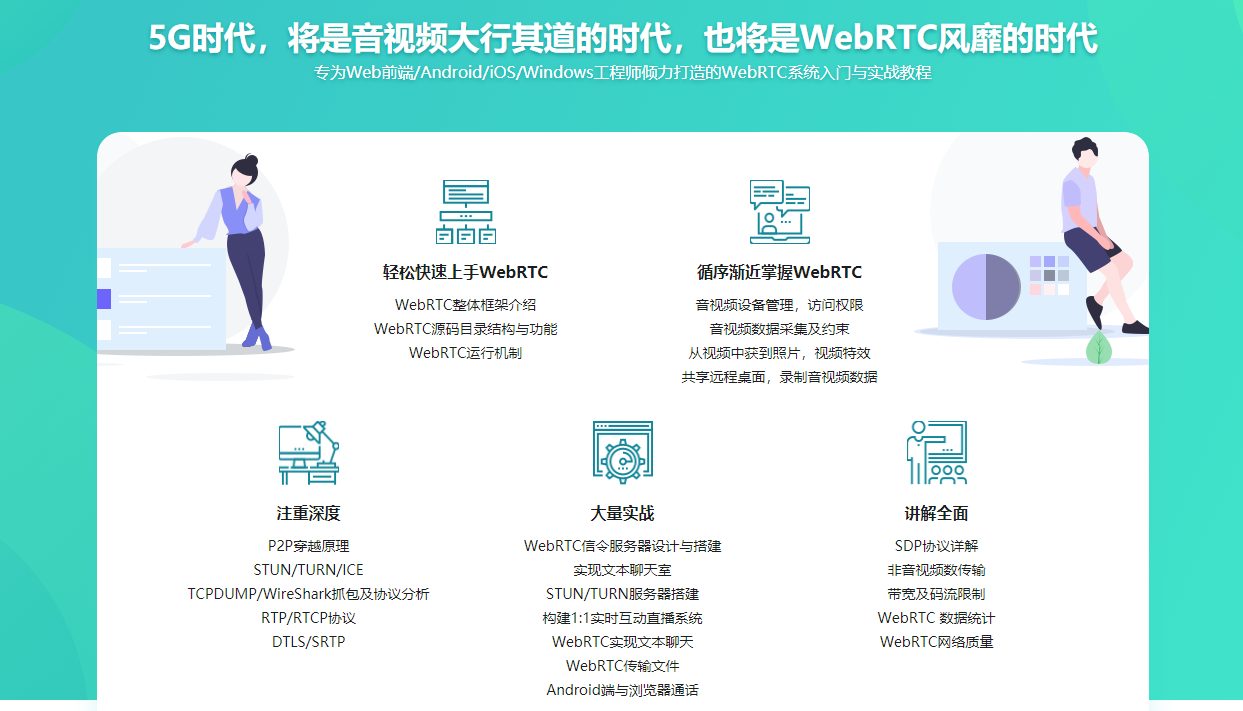 5G时代，将是音视频大行其道的时代，也将是WebRTC风靡的时代
专为Web前端/Android/iOS/Windows工程师倾力打造的WebRTC系统入门与实战教程
轻松快速上手WebRTC
WebRTC整体框架介绍
WebRTC源码目录结构与功能
WebRTC运行机制
循序渐近掌握WebRTC
音视频设备管理，访问权限
音视频数据采集及约束
从视频中获到照片，视频特效
共享远程桌面，录制音视频数据
注重深度
P2P穿越原理
STUN/TURN/ICE
TCPDUMP/WireShark抓包及协议分析
RTP/RTCP协议
DTLS/SRTP
大量实战
WebRTC信令服务器设计与搭建
实现文本聊天室
STUN/TURN服务器搭建
构建1:1实时互动直播系统
WebRTC实现文本聊天
WebRTC传输文件
Android端与浏览器通话
讲解全面
SDP协议详解
非音视频数传输
带宽及码流限制
WebRTC 数据统计
WebRTC网络质量